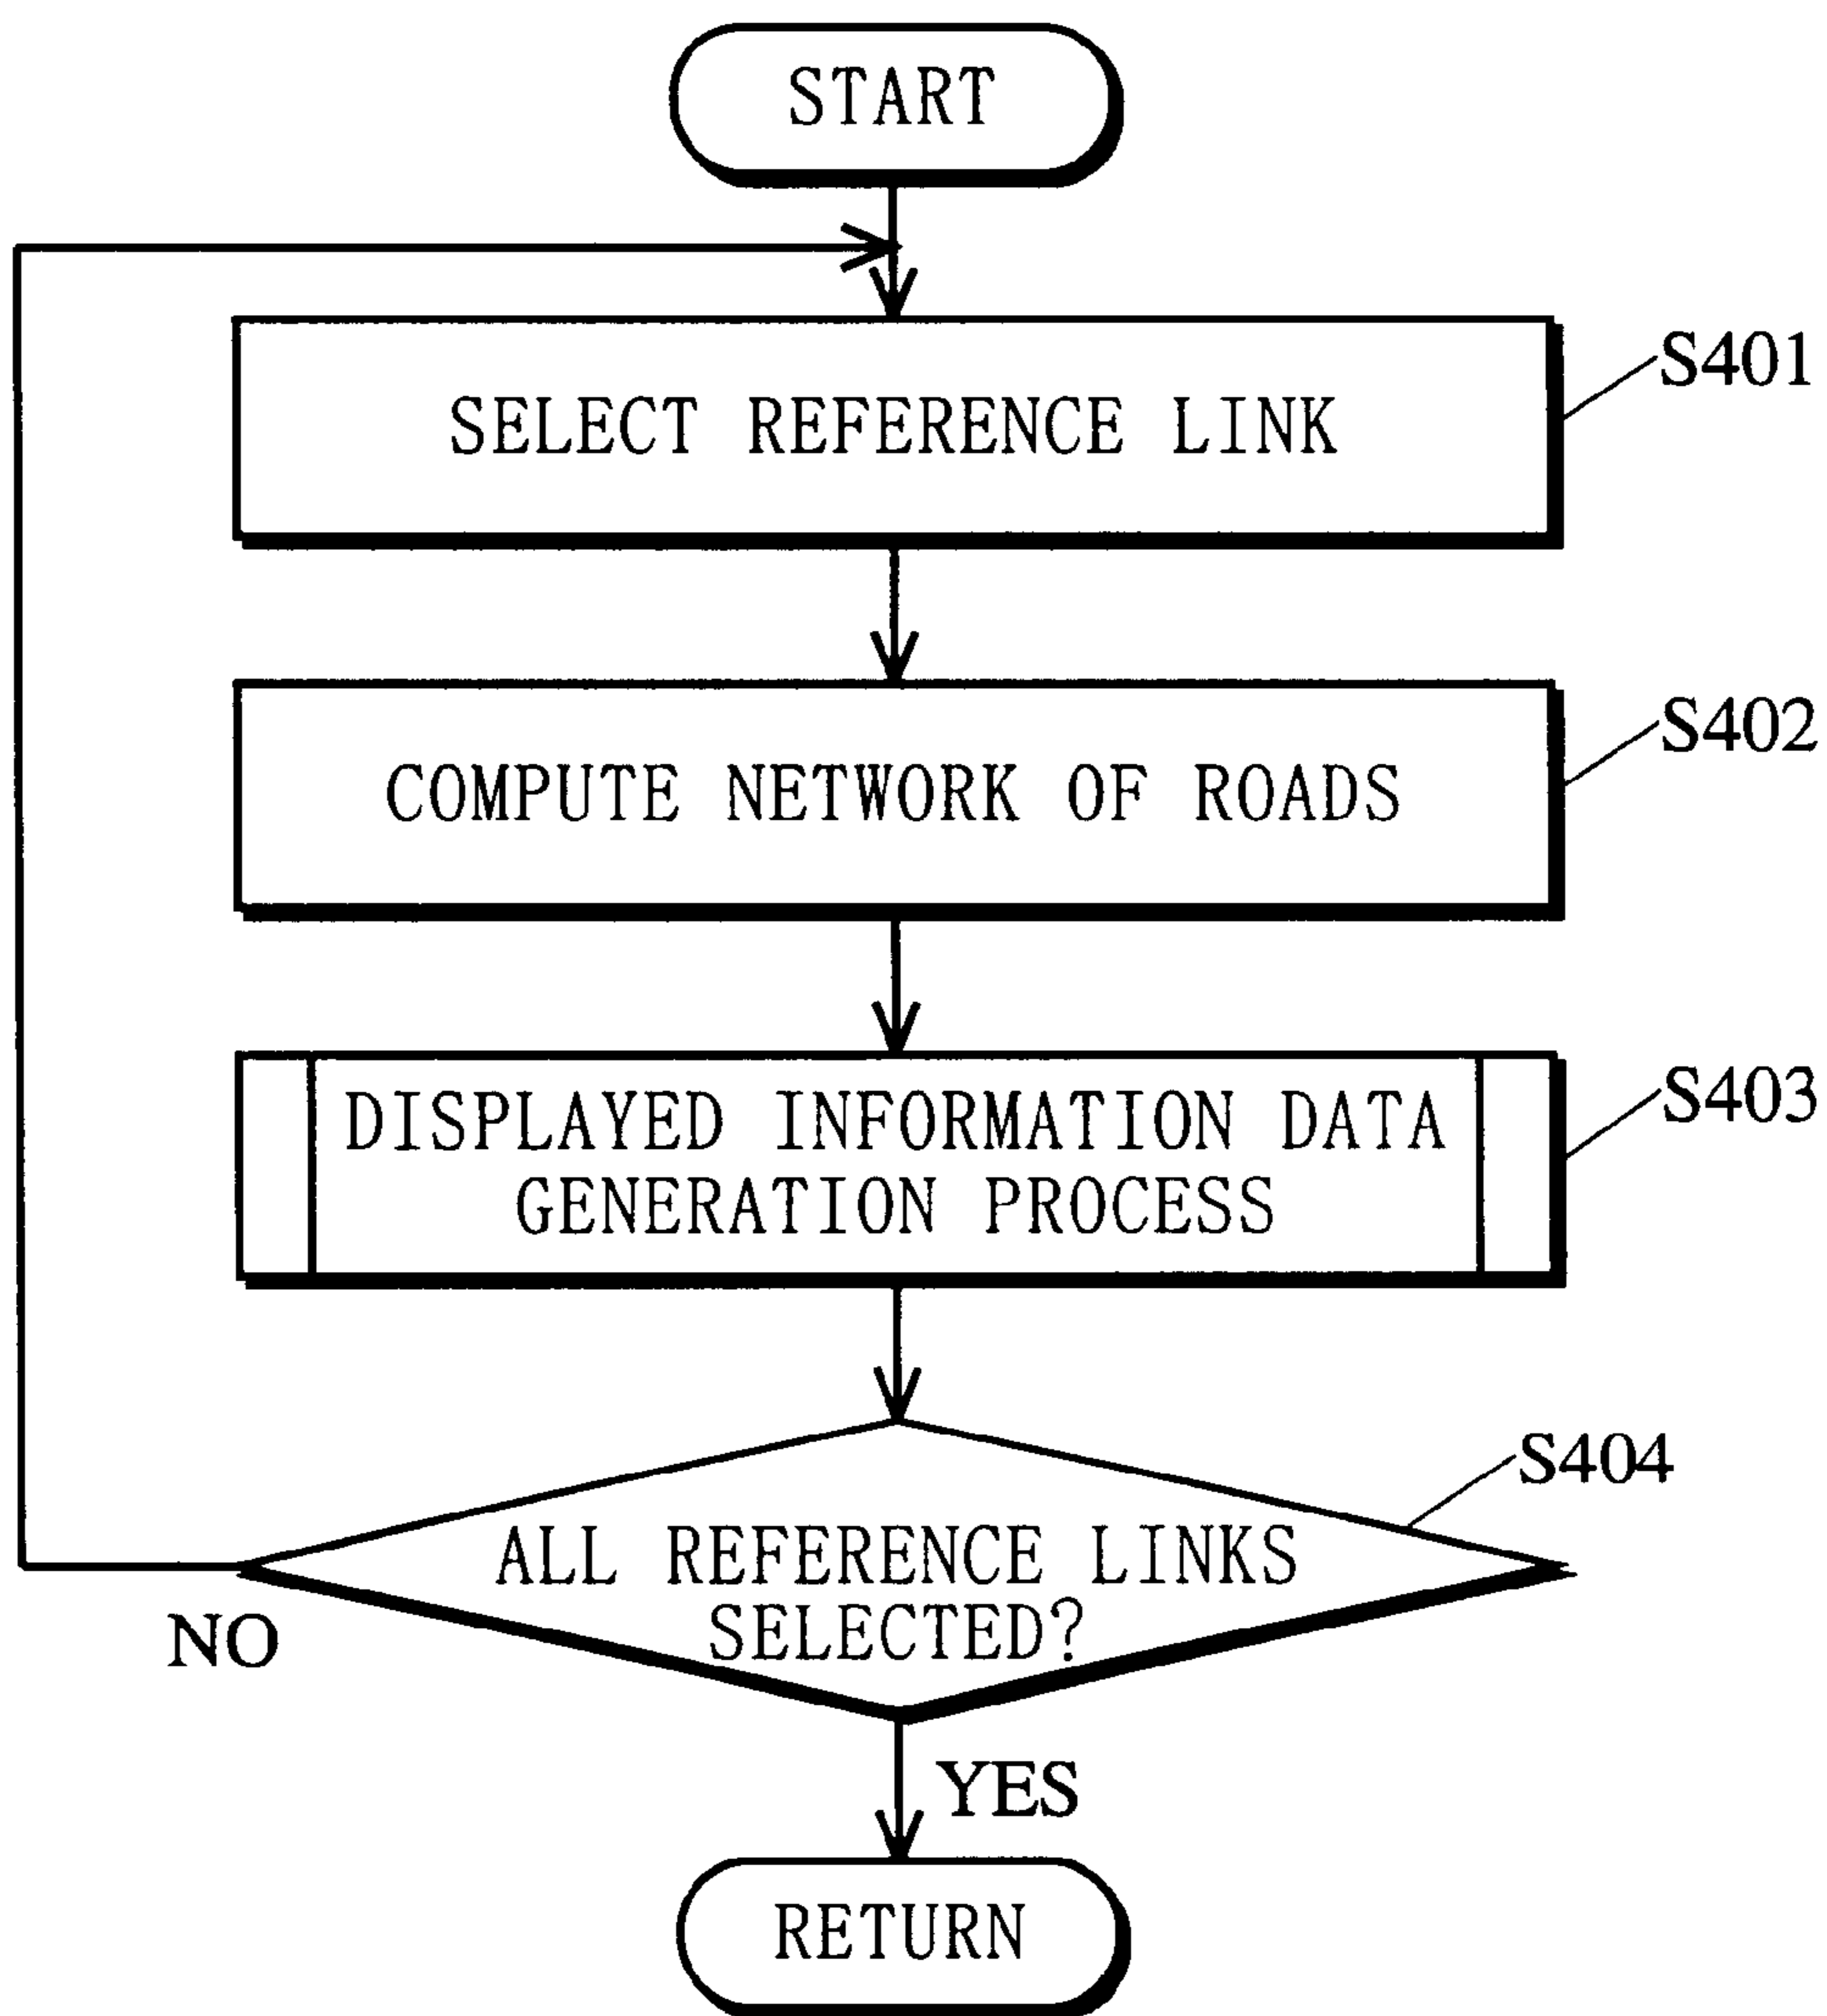 START
SELECT REFERENCE LINK
S401
COMPUTE NETWORK OF ROADS
S402
DISPLAYED INFORMATION DATA
GENERATION PROCESS
S403
S404
ALL REFERENCE LINKS
SELECTED?
NO
YES
RETURN